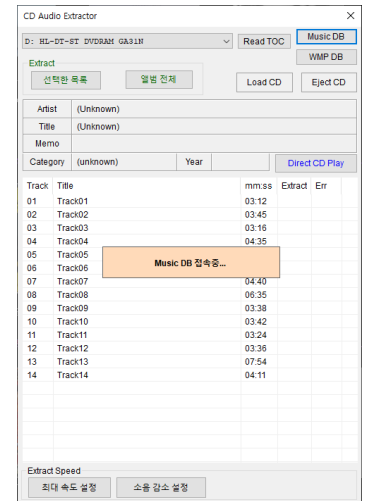 CD Audio Extractor
D: HL-DT-ST DVDRAM GA31N Read TOC Music DB
WMP DB
Extract
선택한 목록 앨범 전체 Load CD Eject CD
Artist (Unknown)
Title (Unknown)
Memo
Category (unknown) Year Direct CD Play
Track Title mm:ss Extract Err
01 Track01 03:12
02 Track02 03:45
03 Track03 03:16
04 Track04 04:35
05 Track05
Music DB 접속중...
06 Track06
07 Track07 04:40
08 Track08 06:35
09 Track09 03:38
10 Track10 03:42
11 Track11 03:24
12 Track12 03:36
13 Track13 07:54
14 Track14 04:11
Extract Speed
최대 속도 설정 소음 감소 설정